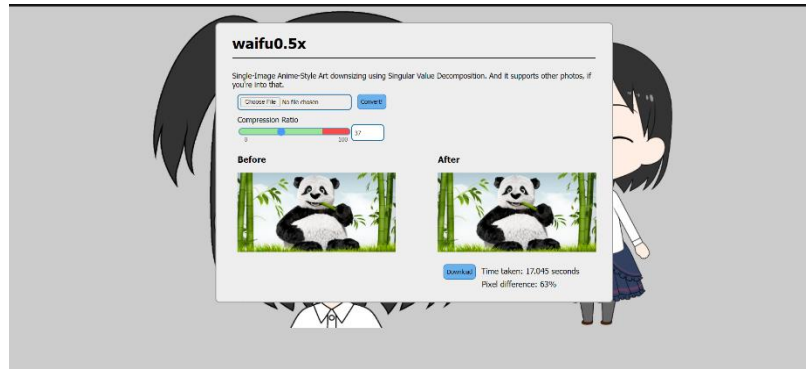 waifu0.5x
Single-Image Anime-Style Art downsizing using Singular Value Decomposition. And it supports other photos, if
you're into that.
Choose File No file chosen Convert!
Compression Ratio
37
0 100
Before After
Download Time taken: 17.045 seconds
Pixel difference: 63%